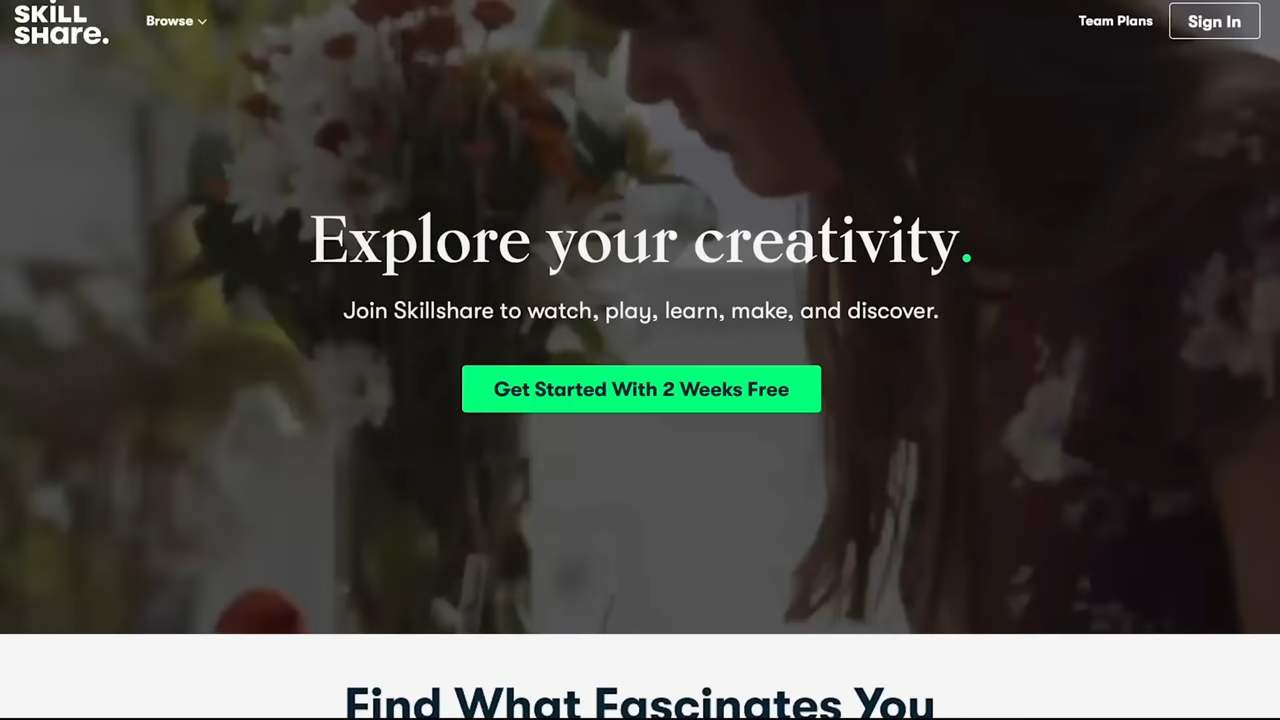 SKiLL
SHare.
Browse
Team Plans
Sign In
Explore your creativity.
Join Skillshare to watch, play, learn, make, and discover.
Get Started With 2 Weeks Free
Find What Fascinates You